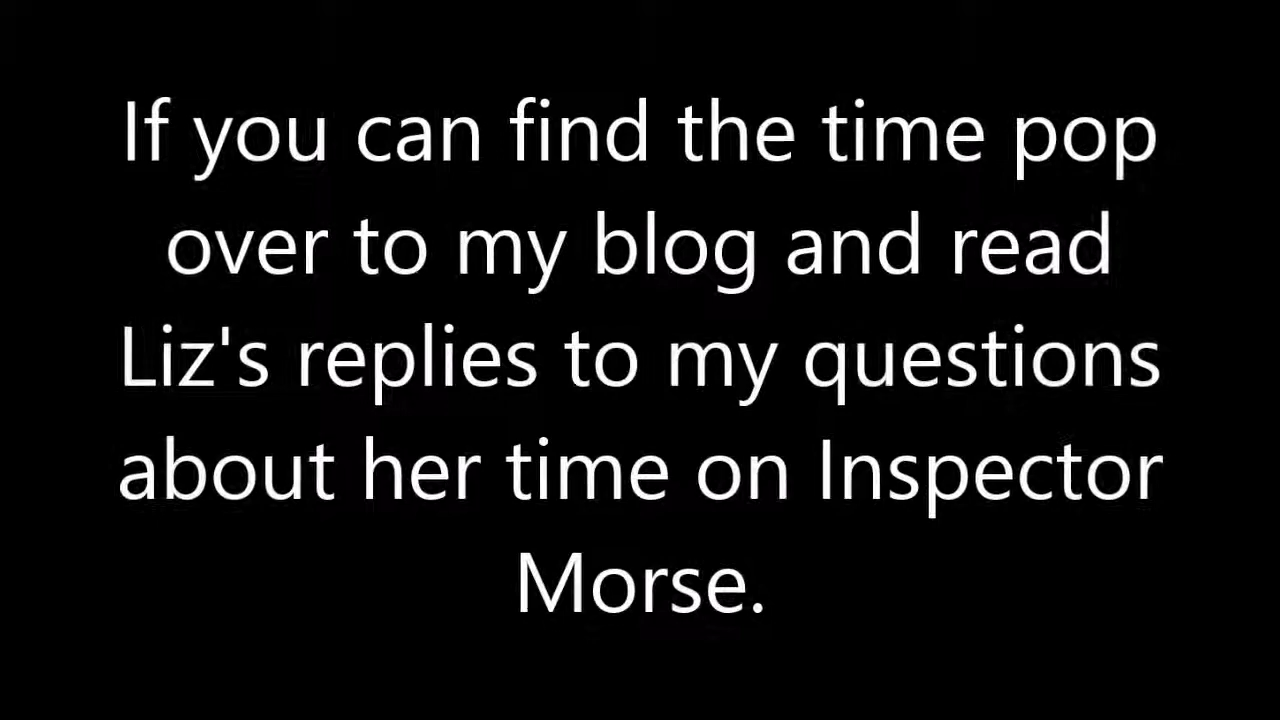 If you can find the time pop
over to my blog and read
Liz's replies to my questions
about her time on Inspector
Morse.